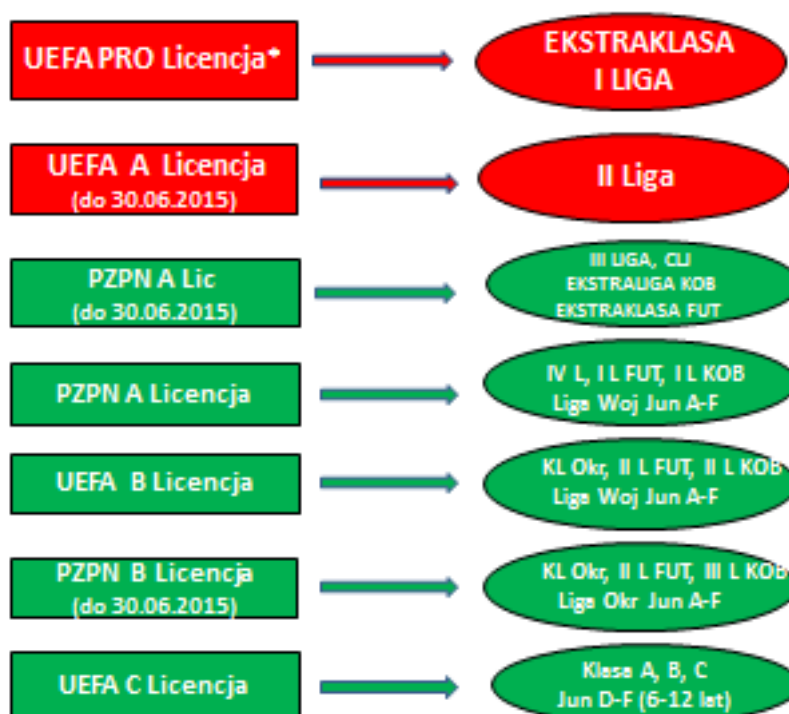 UEFA PRO Licencja*
EKSTRAKLASA
I LIGA
UEFA A Licencja
(do 30.06.2015)
II Liga
PZPN A Lic
(do 30.06.2015)
III LIGA, CLJ
EKSTRALIGA KOB
EKSTRAKLASA FUT
PZPN A Licencja
IV L, I L FUT, I L KOB
Liga Woj Jun A-F
UEFA B Licencja
KL Okr, II L FUT, II L KOB
Liga Woj Jun A-F
PZPN B Licencja
(do 30.06.2015)
KL Okr, II L FUT, III L KOB
Liga Okr Jun A-F
UEFA C Licencja
Klasa A, B, C
Jun D-F (6-12 lat)